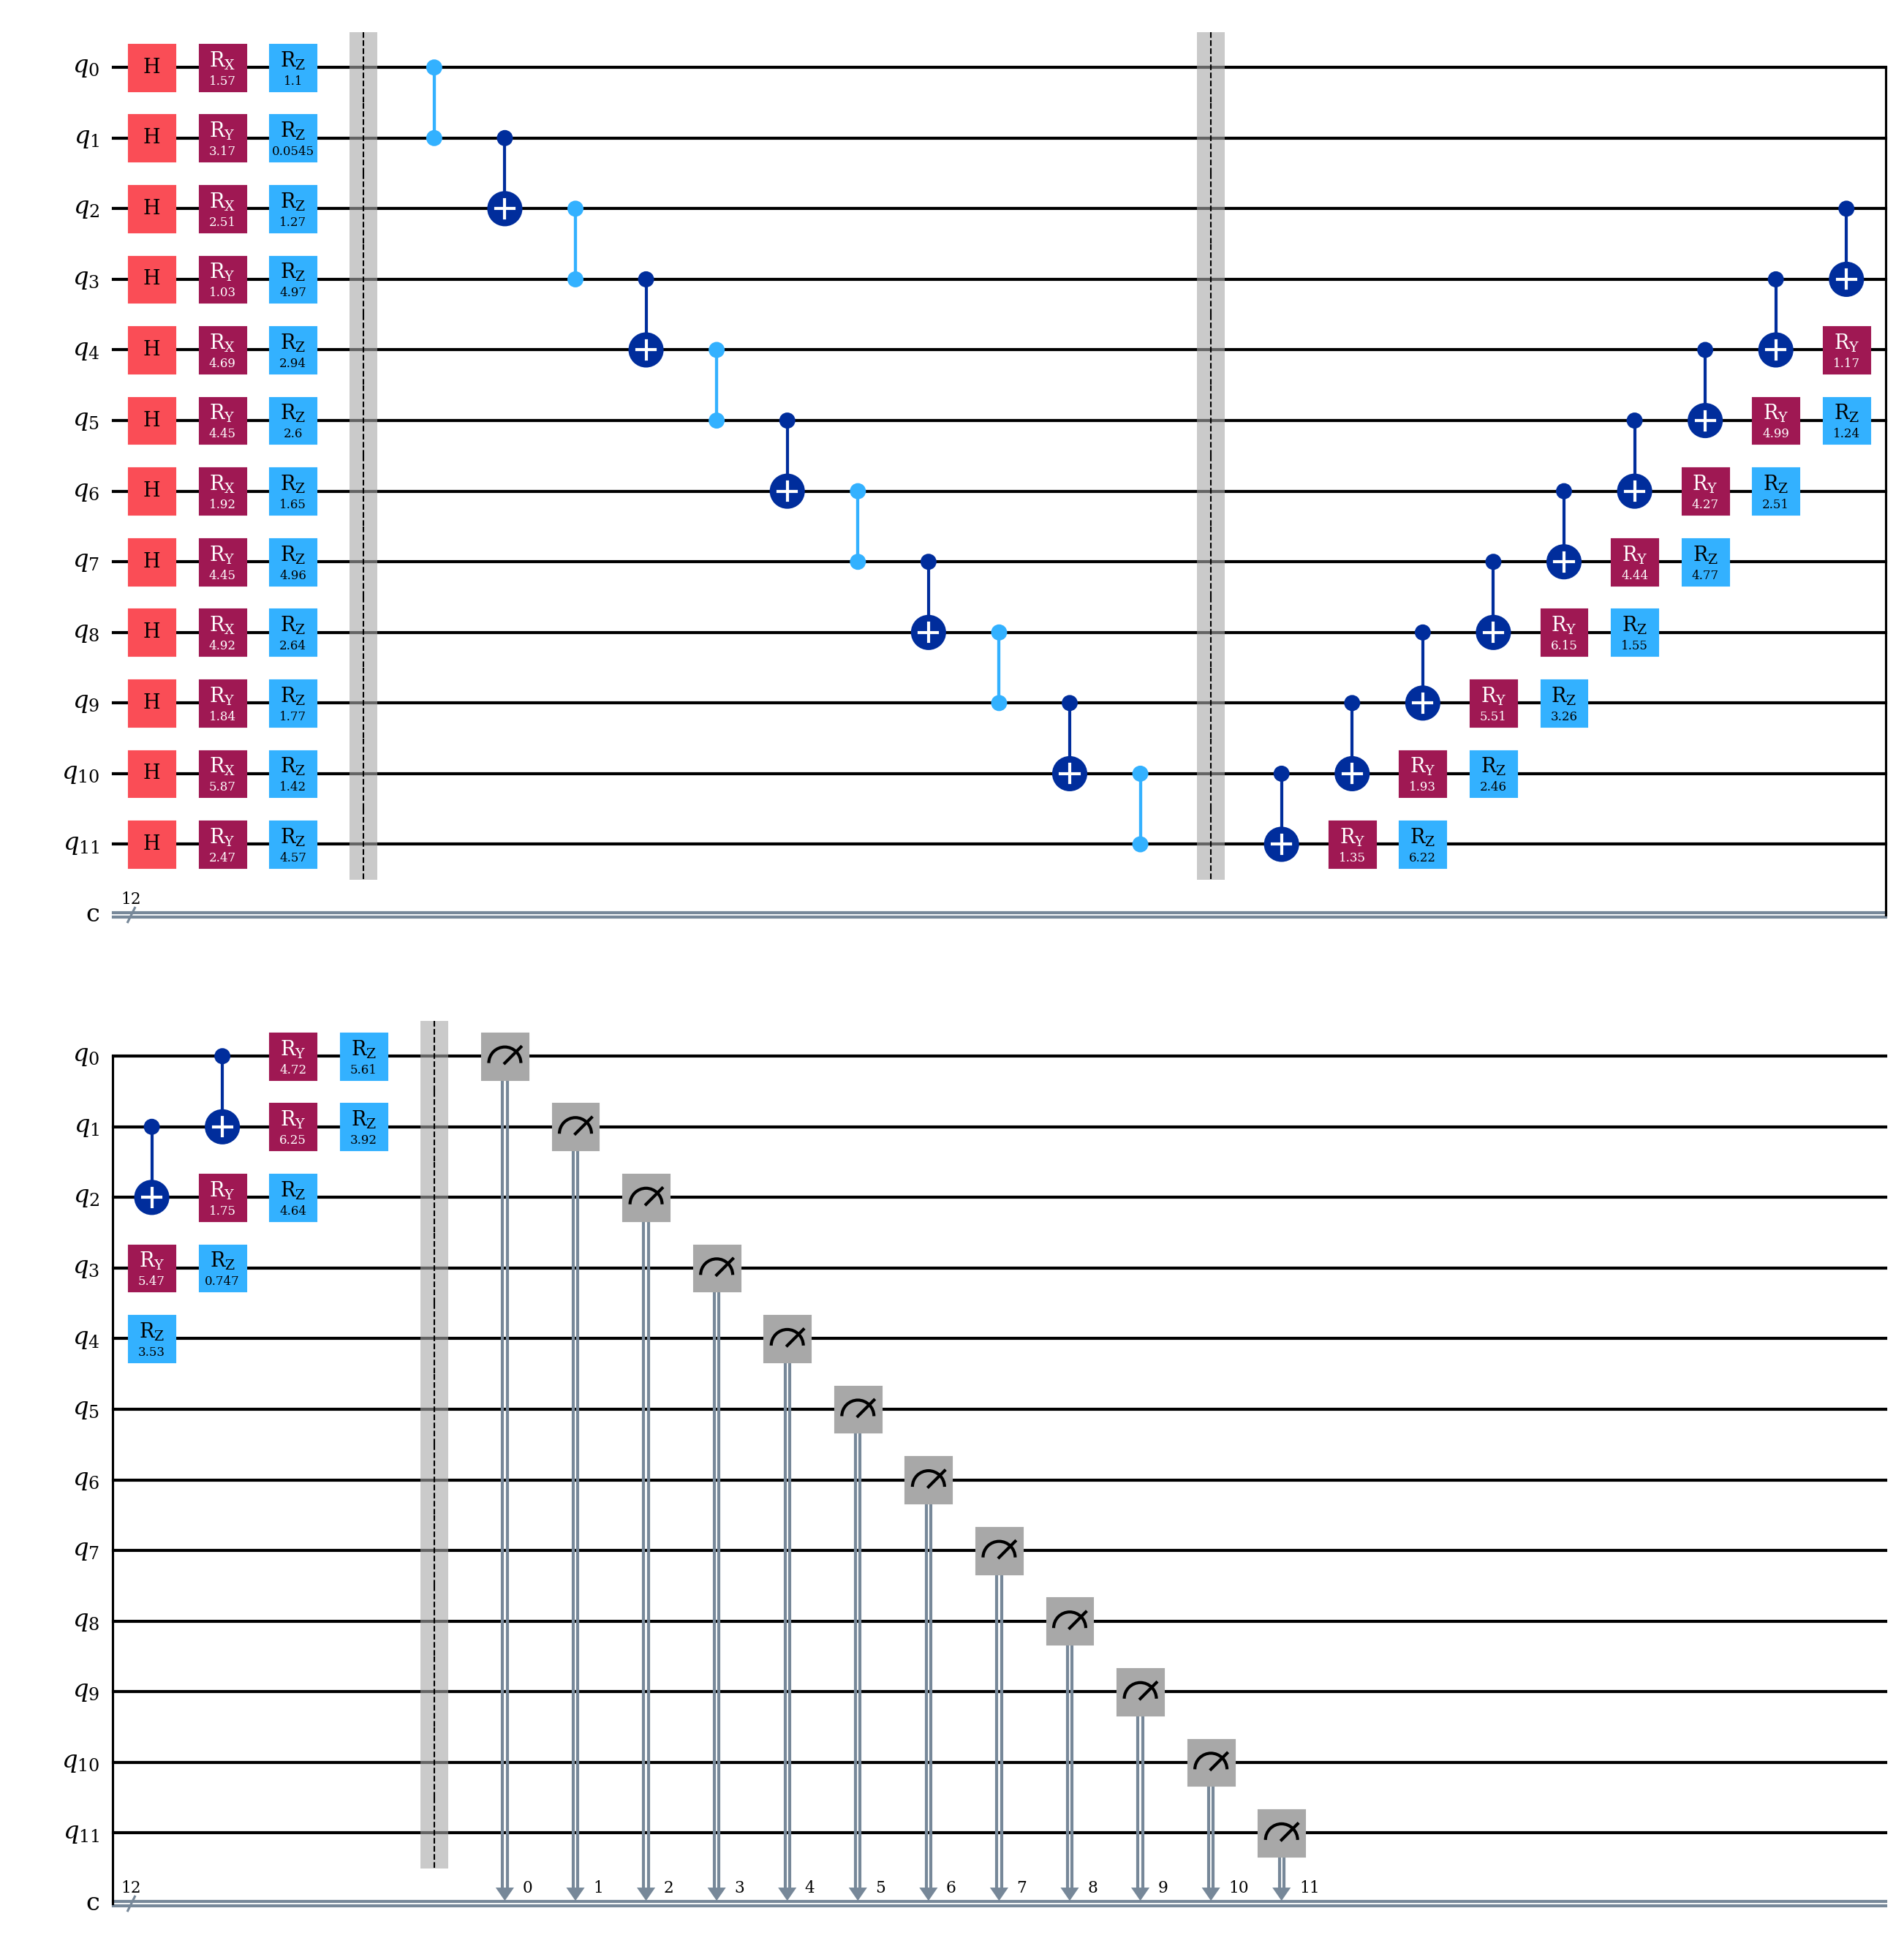 q0 H RX 1.57 RZ 1.1
q1 H RY 3.17 RZ 0.0545
q2 H RX 2.51 RZ 1.27
q3 H RY 1.03 RZ 4.97
q4 H RX 4.69 RZ 2.94 RY 1.17
q5 H RY 4.45 RZ 2.6 RY 4.99 RZ 1.24
q6 H RX 1.92 RZ 1.65 RY 4.27 RZ 2.51
q7 H RY 4.45 RZ 4.96 RY 4.44 RZ 4.77
q8 H RX 4.92 RZ 2.64 RY 6.15 RZ 1.55
q9 H RY 1.84 RZ 1.77 RY 5.51 RZ 3.26
q10 H RX 5.87 RZ 1.42 RY 1.93 RZ 2.46
q11 H RY 2.47 RZ 4.57 RY 1.35 RZ 6.22
c 12
q0 RY 4.72 RZ 5.61
q1 RY 6.25 RZ 3.92
q2 RY 1.75 RZ 4.64
q3 RY 5.47 RZ 0.747
q4 RZ 3.53
q5
q6
q7
q8
q9
q10
q11
c 12 0 1 2 3 4 5 6 7 8 9 10 11